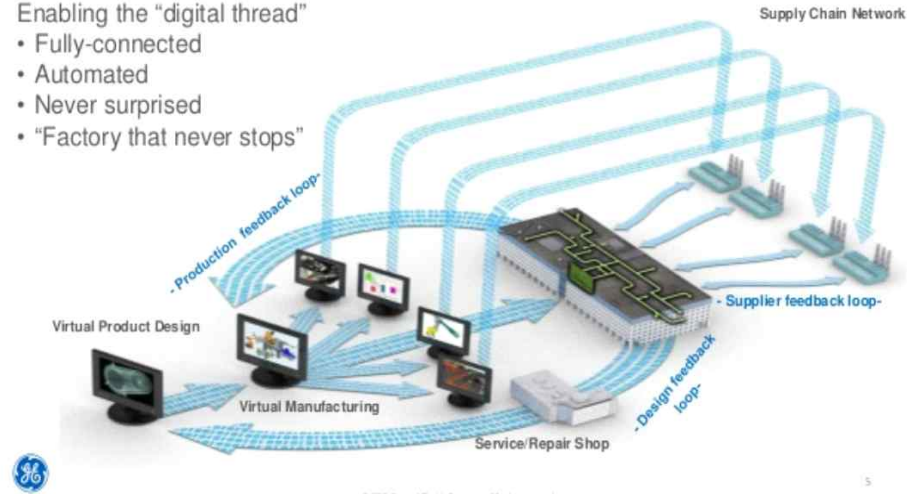 Enabling the “digital thread”
• Fully-connected
• Automated
• Never surprised
• “Factory that never stops”
Supply Chain Network
- Production feedback loop-
Virtual Product Design
Virtual Manufacturing
- Supplier feedback loop-
- Design feedback
loop-
Service/Repair Shop
GE
5